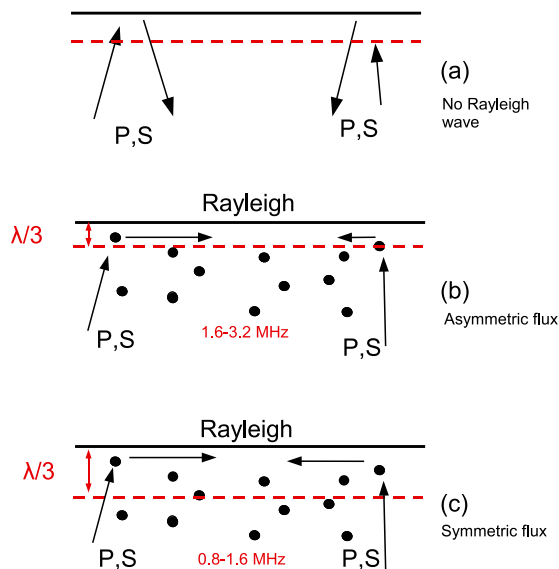 (a)
P,S
P,S
No Rayleigh
wave
Rayleigh
λ/3
(b)
Asymmetric flux
1.6-3.2 MHz
P,S
P,S
Rayleigh
λ/3
(c)
Symmetric flux
0.8-1.6 MHz
P,S
P,S